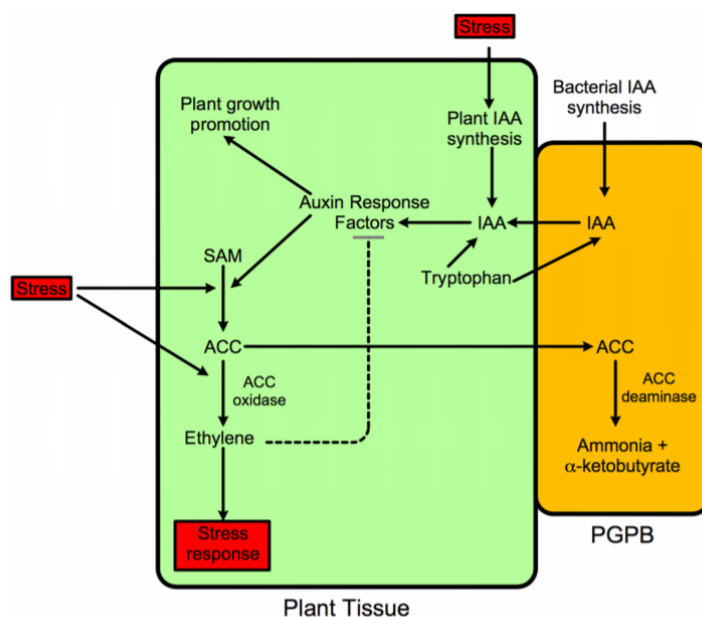 Stress
Bacterial IAA
synthesis
Plant growth
promotion
Plant IAA
synthesis
Auxin Response
Factors
IAA
IAA
SAM
Tryptophan
Stress
ACC
ACC
ACC
oxidase
ACC
deaminase
Ethylene
Ammonia +
α-ketobutyrate
Stress
response
PGPB
Plant Tissue